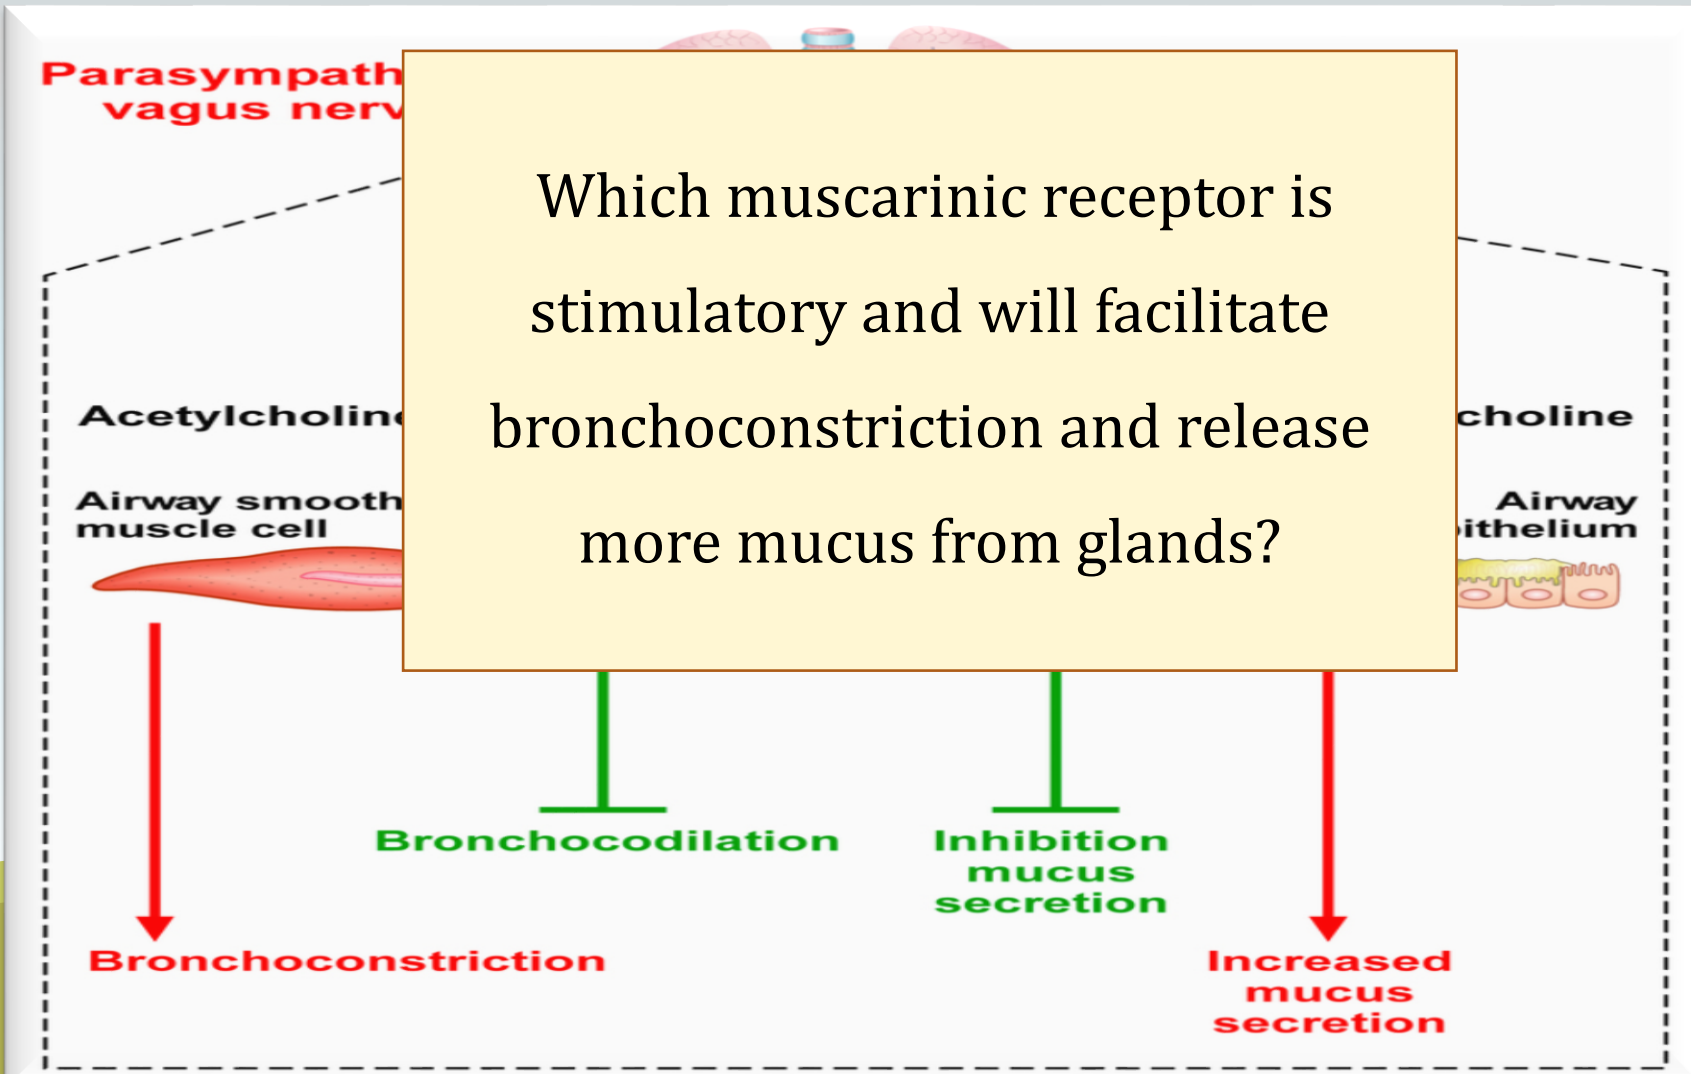 Parasympath
vagus nerv
Which muscarinic receptor is
stimulatory and will facilitate
bronchoconstriction and release
more mucus from glands?
Acetylcholin
choline
Airway smooth
muscle cell
Airway
ithelium
Bronchocodilation
Inhibition
mucus
secretion
Bronchoconstriction
Increased
mucus
secretion